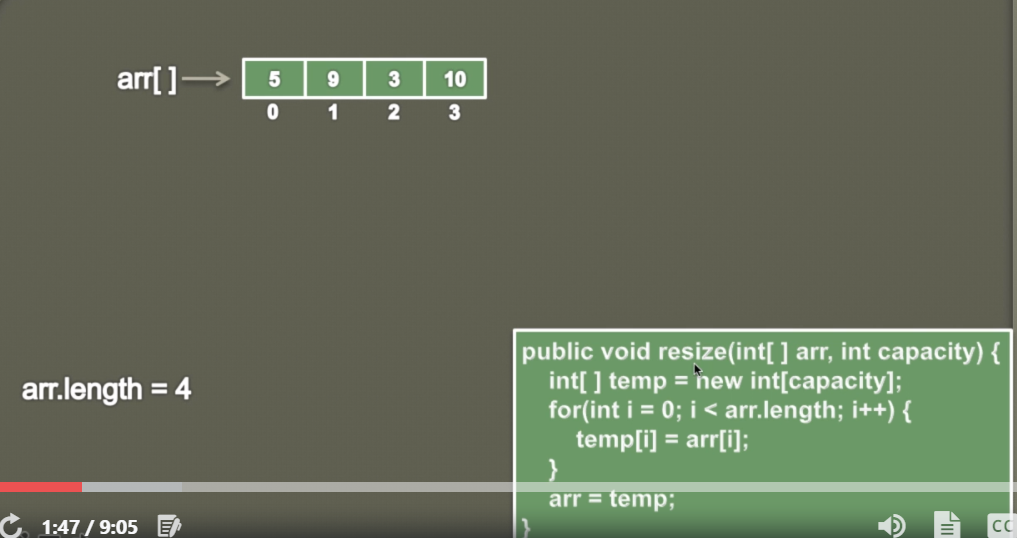 arr[ ] 5 9 3 10
0 1 2 3
arr.length = 4
public void resize(int[ ] arr, int capacity) {
int[ ] temp = new int[capacity];
for(int i = 0; i < arr.length; i++) {
temp[i] = arr[i];
}
arr = temp;
}
1:47 / 9:05
CC